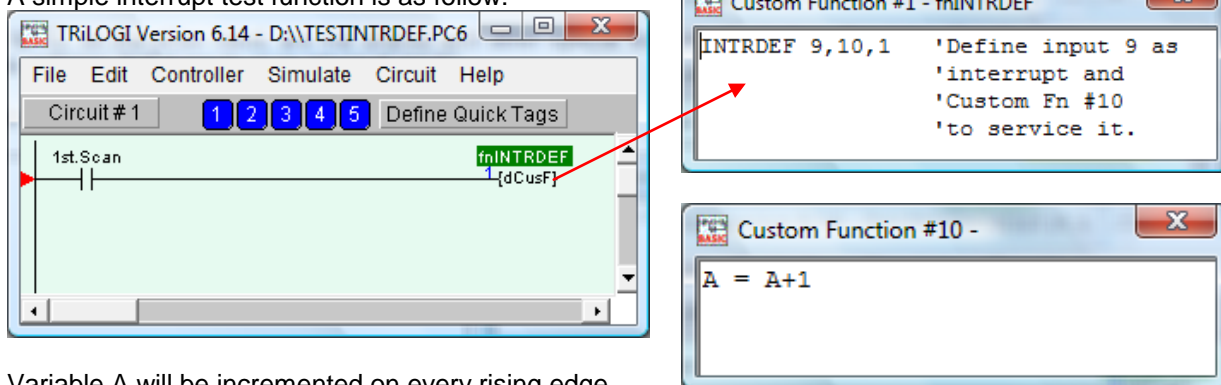 A simple interrupt test function is as follow:
TRiLOGI Version 6.14 - D:\\TESTINTRDEF.PC6
File Edit Controller Simulate Circuit Help
Circuit # 1 1 2 3 4 5 Define Quick Tags
1st.Scan fnINTRDEF
1 {dCusF}
Custom Function #1 - fnINTRDEF
INTRDEF 9,10,1 'Define input 9 as
'interrupt and
'Custom Fn #10
'to service it.
Custom Function #10 -
A = A+1
Variable A will be incremented on every rising edge